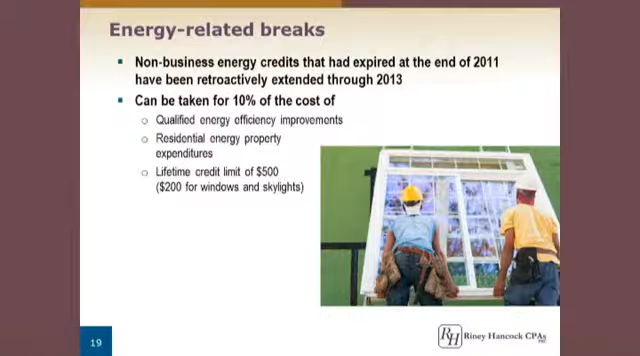 Energy-related breaks
Non-business energy credits that had expired at the end of 2011
have been retroactively extended through 2013
Can be taken for 10% of the cost of
Qualified energy efficiency improvements
Residential energy property
expenditures
Lifetime credit limit of $500
($200 for windows and skylights)
19
RH Riney Hancock CPAs